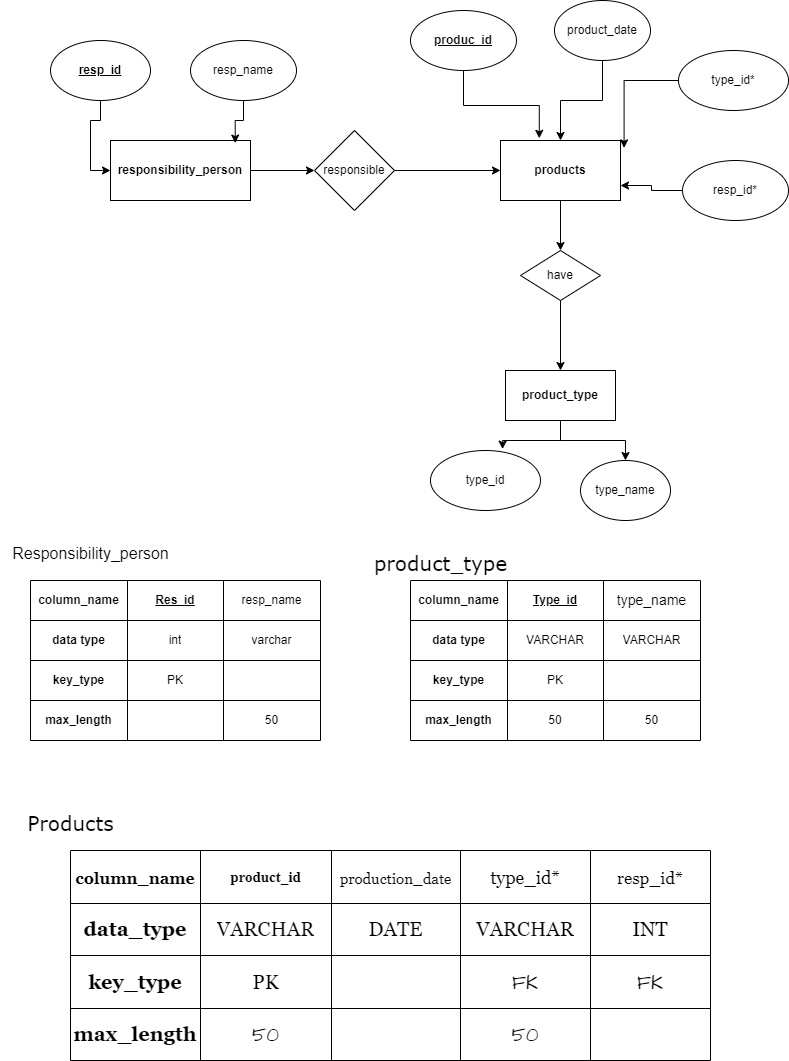 produc_id
product_date
resp_id
resp_name
type_id*
responsibility_person
responsible
products
resp_id*
have
product_type
type_id
type_name
Responsibility_person
product_type
column_name Res_id resp_name
data type int varchar
key_type PK
max_length 50
column_name Type_id type_name
data type VARCHAR VARCHAR
key_type PK
max_length 50 50
Products
column_name product_id production_date type_id* resp_id*
data_type VARCHAR DATE VARCHAR INT
key_type PK FK FK
max_length 50 50